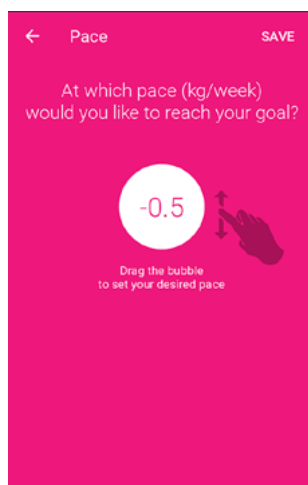 Pace SAVE
At which pace (kg/week)
would you like to reach your goal?
-0.5
Drag the bubble
to set your desired pace